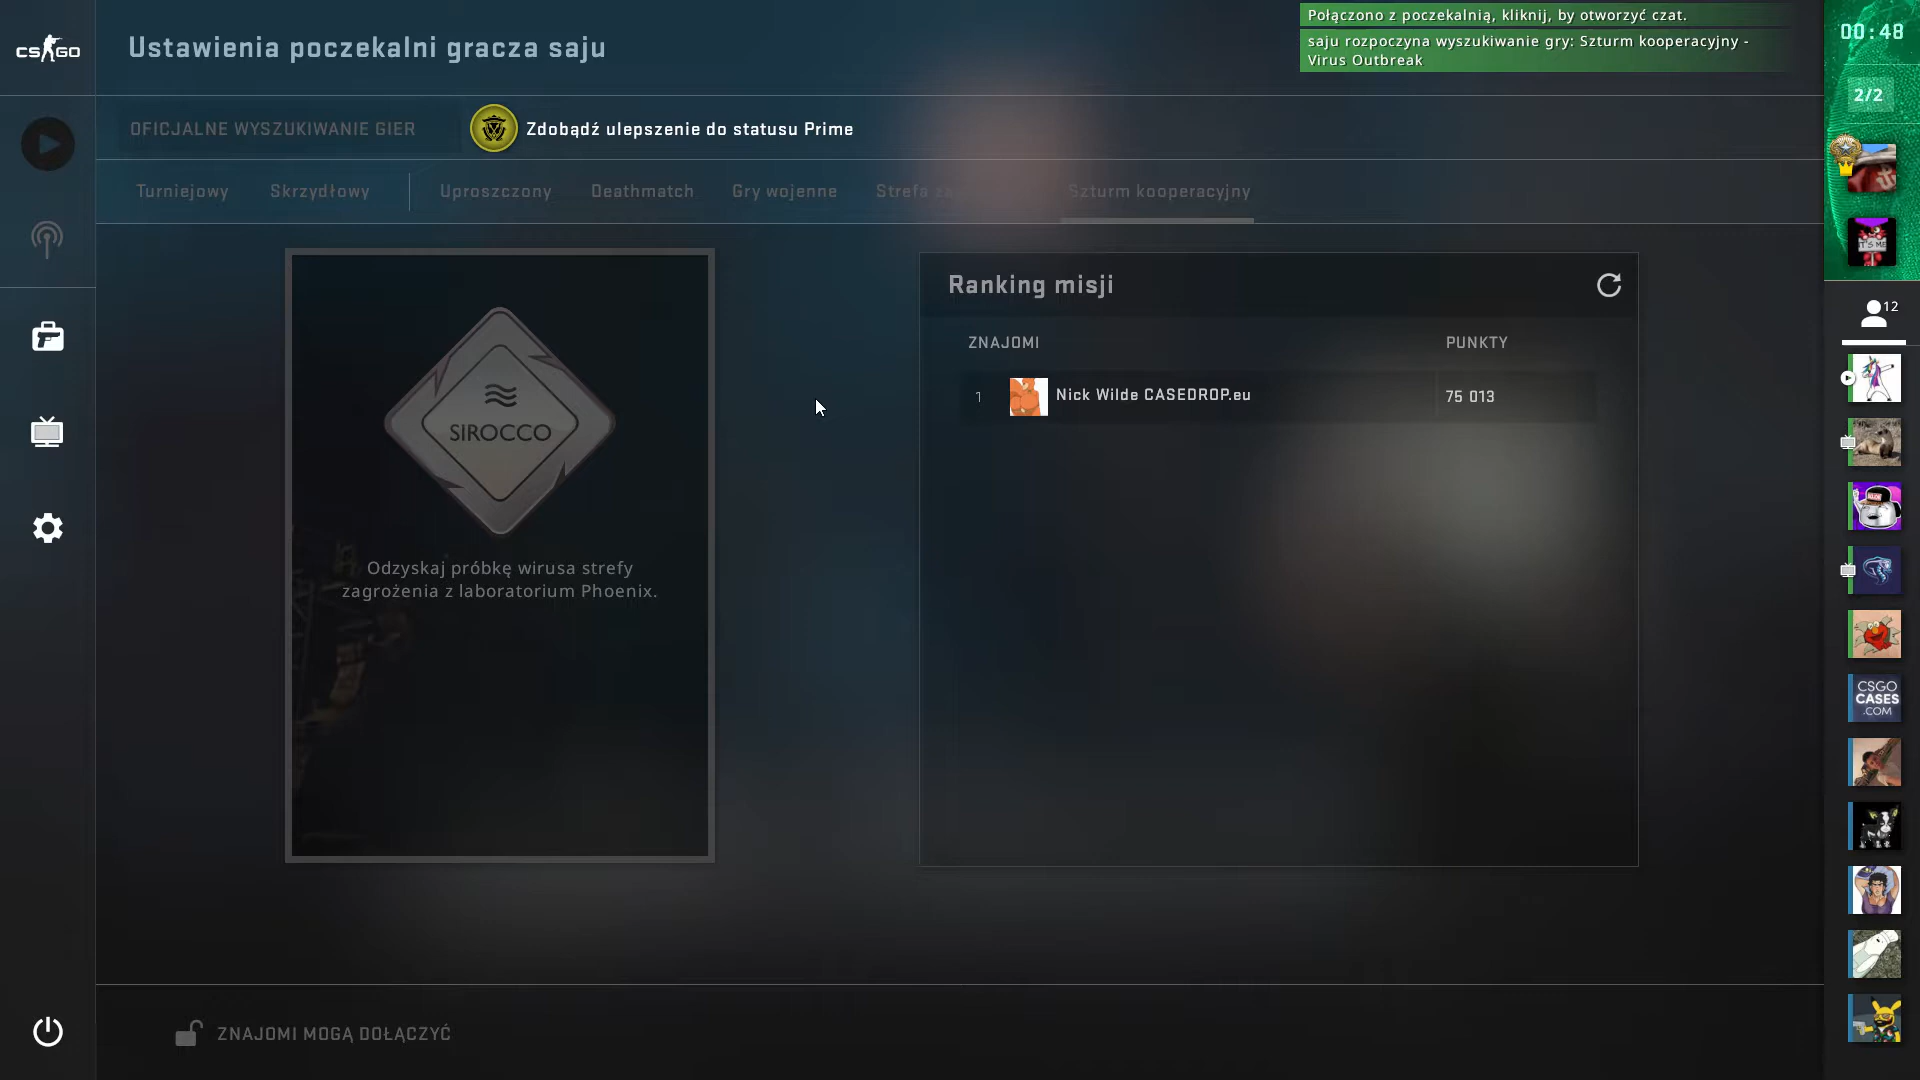 CS GO
Ustawienia poczekalni gracza saju
Połączono z poczekalnią, kliknij, by otworzyć czat.
saju rozpoczyna wyszukiwanie gry: Szturm kooperacyjny -
Virus Outbreak
00:48
2/2
OFICJALNE WYSZUKIWANIE GIER
Zdobądź ulepszenie do statusu Prime
Turniejowy
Skrzydłowy
Uproszczony
Deathmatch
Gry wojenne
Strefa
Szturm kooperacyjny
IT'S ME
12
SIROCCO
Odzyskaj próbkę wirusa strefy
zagrożenia z laboratorium Phoenix.
Ranking misji
ZNAJOMI
PUNKTY
1
Nick Wilde CASEDROP.eu
75 013
CSGO
CASES
.COM
ZNAJOMI MOGĄ DOŁĄCZYĆ